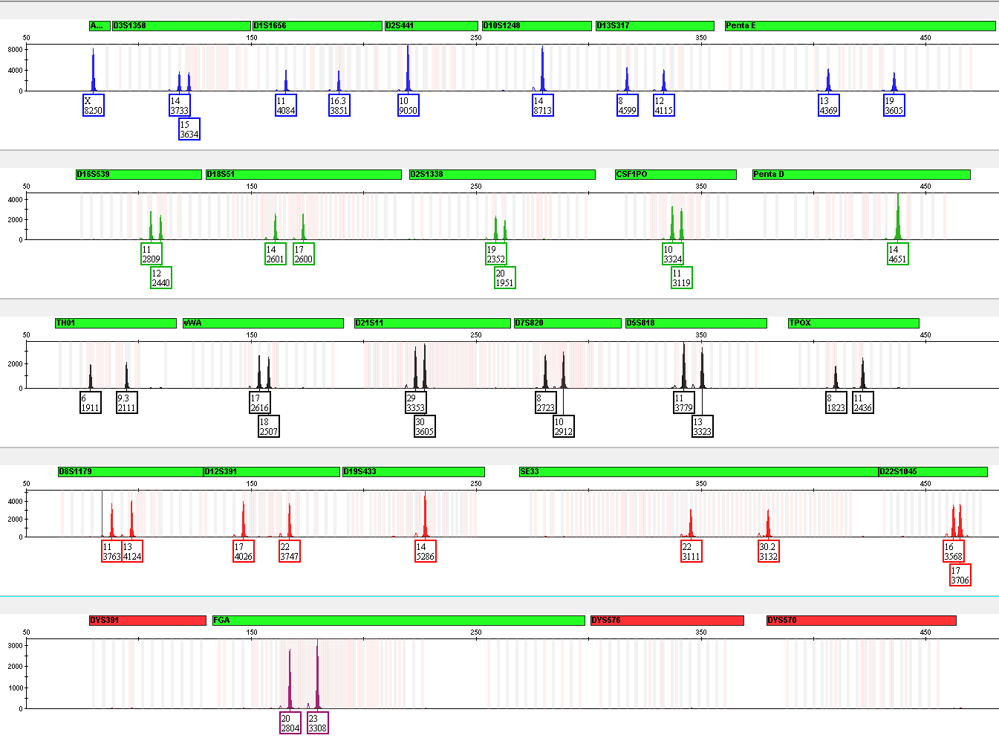 A... D3S1358 D1S1656 D2S441 D10S1248 D13S317 Penta E
50 150 250 350 450
8000
4000
0
X 14 11 16.3 10 14 8 12 13 19
8250 3733 4084 3851 9050 8713 4599 4115 4369 3605
15
3634
D16S539 D18S51 D2S1338 CSF1PO Penta D
50 150 250 350 450
4000
2000
0
11 14 17 19 10 14
2809 2601 2600 2352 3324 4651
12 20 11
2440 1951 3119
TH01 vWA D21S11 D7S820 D5S818 TPOX
50 150 250 350 450
2000
0
6 9.3 17 29 8 11 8 11
1911 2111 2616 3353 2723 3779 1823 2436
18 30 10 13
2507 3605 2912 3323
D8S1179 D12S391 D19S433 SE33 D22S1045
50 150 250 350 450
4000
2000
0
11 13 17 22 14 22 30.2 16
3763 4124 4026 3747 5286 3111 3132 3568
17
3706
DYS391 FGA DYS576 DYS570
50 150 250 350 450
3000
2000
1000
0
20 23
2804 3308